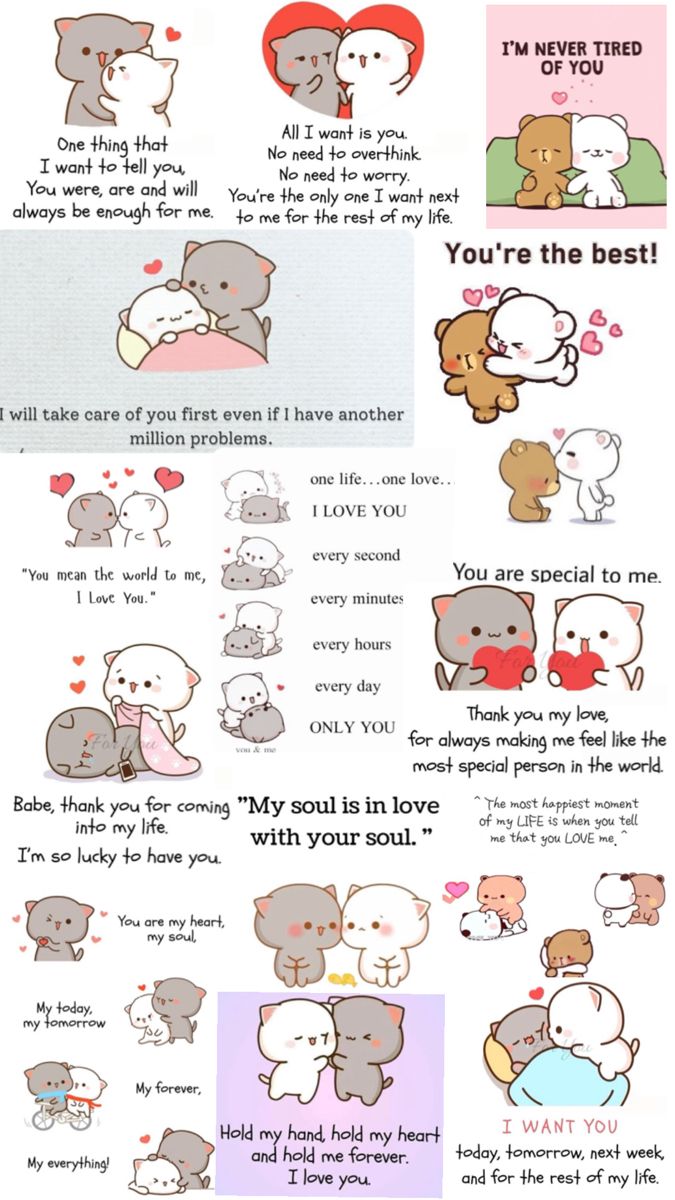 One thing that
I want to tell you,
You were, are and will
always be enough for me.
All I want is you.
No need to overthink.
No need to worry.
You're the only one I want next
to me for the rest of my life.
I'M NEVER TIRED
OF YOU
I will take care of you first even if I have another
million problems.
You're the best!
"You mean the world to me,
I Love You."
one life...one love..
I LOVE YOU
every second
every minutes
every hours
every day
ONLY YOU
you & me
You are special to me.
For You
Thank you my love,
for always making me feel like the
most special person in the world.
For You
Babe, thank you for coming
into my life.
I'm so lucky to have you.
"My soul is in love
with your soul. "
^ The most happiest moment
of my LIFE is when you tell
me that you LOVE me. ^
You are my heart,
my soul,
My today,
my tomorrow
My forever,
My everything!
Hold my hand, hold my heart
and hold me forever.
I love you.
For You
I WANT YOU
today, tomorrow, next week,
and for the rest of my life.